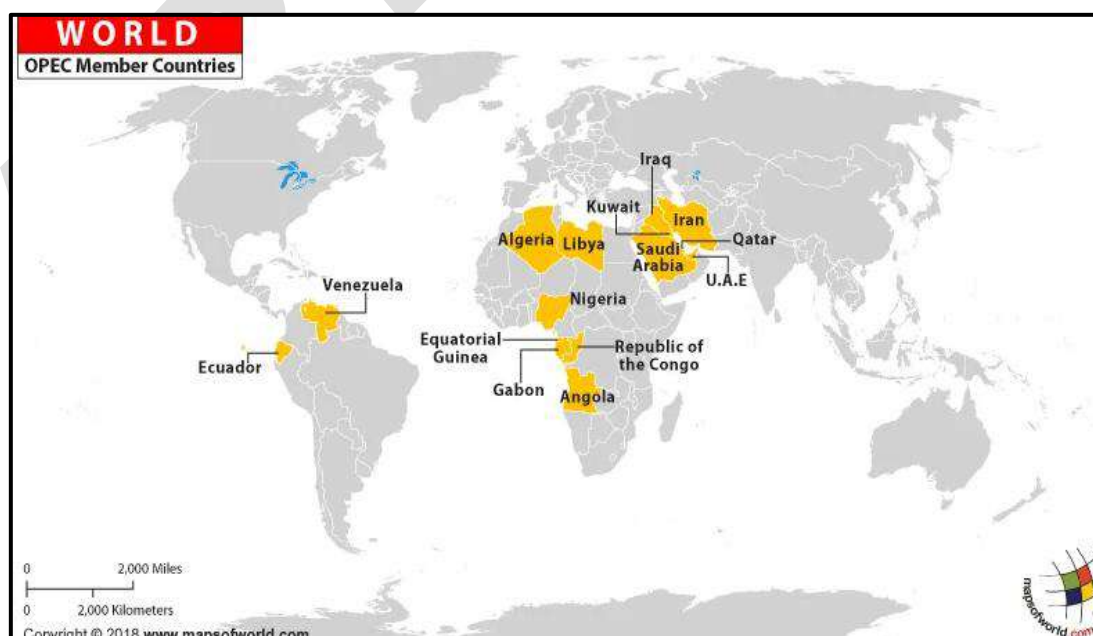 WORLD
OPEC Member Countries
Iraq
Kuwait
Iran
Algeria
Libya
Qatar
Saudi
Arabia
U.A.E
Venezuela
Nigeria
Equatorial
Guinea
Republic of
the Congo
Ecuador
Gabon
Angola
0 2,000 Miles
0 2,000 Kilometers
Copyright © 2018 www.mapsofworld.com
mapsofworld.com